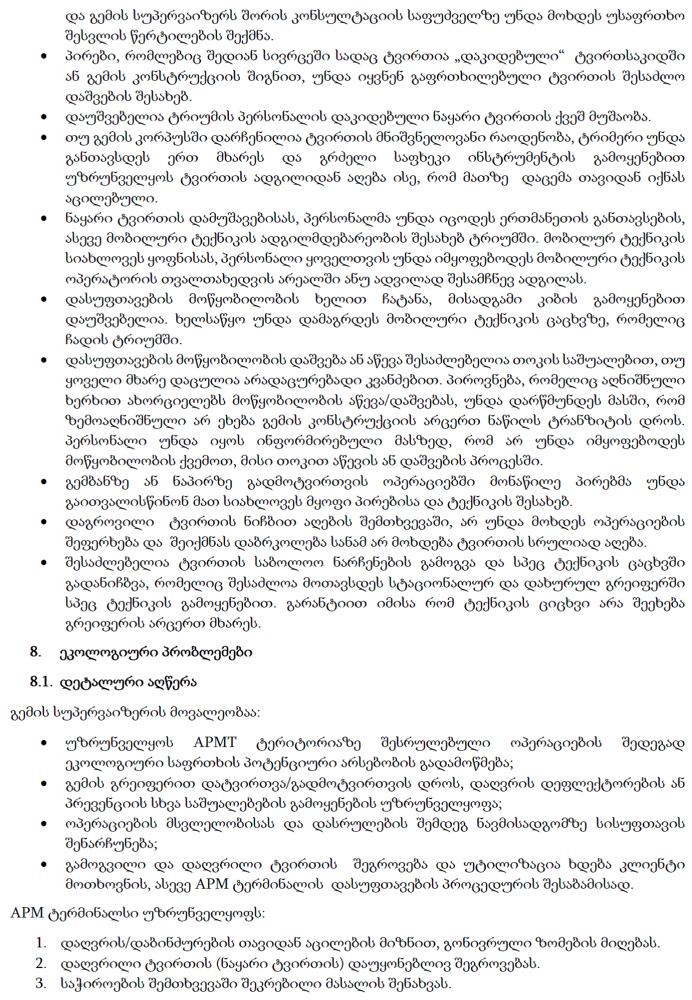 და გემის სუპერვაიზერს შორის კონსულტაციის საფუძველზე უნდა მოხდეს უსაფრთხო
შესვლის წერტილების შექმნა.
• პირები, რომლებიც შედიან სივრცეში სადაც ტვირთია „დაკიდებული“ ტვირთსაკიდში
ან გემის კონსტრუქციის შიგნით, უნდა იყვნენ გაფრთხილებული ტვირთის შესაძლო
დაშვების შესახებ.
• დაუშვებელია ტრიუმის პერსონალის დაკიდებული ნაყარი ტვირთის ქვეშ მუშაობა.
• თუ გემის კორპუსში დარჩენილია ტვირთის მნიშვნელოვანი რაოდენობა, ტრიმერი უნდა
განთავსდეს ერთ მხარეს და გრძელი საფხეკი ინსტრუმენტის გამოყენებით
უზრუნველყოს ტვირთის ადგილიდან აღება ისე, რომ მათზე დაცემა თავიდან იქნას
აცილებული.
• ნაყარი ტვირთის დამუშავებისას, პერსონალმა უნდა იცოდეს ერთმანეთის განთავსების,
ასევე მობილური ტექნიკის ადგილმდებარეობის შესახებ ტრიუმში. მობილურ ტექნიკის
სიახლოვეს ყოფნისას, პერსონალი ყოველთვის უნდა იმყოფებოდეს მობილური ტექნიკის
ოპერატორის თვალთახედვის არეალში ანუ ადვილად შესამჩნევ ადგილას.
• დასუფთავების მოწყობილობის ხელით ჩატანა, მისადგამი კიბის გამოყენებით
დაუშვებელია. ხელსაწყო უნდა დამაგრდეს მობილური ტექნიკის ცაცხვზე, რომელიც
ჩადის ტრიუმში.
• დასუფთავების მოწყობილობის დაშვება ან აწევა შესაძლებელია თოკის საშუალებით, თუ
ყოველი მხარე დაცულია არადაცურებადი კვანძებით. პიროვნება, რომელიც აღნიშნული
ხერხით ახორციელებს მოწყობილობის აწევა/დაშვებას, უნდა დარწმუნდეს მასში, რომ
ზემოაღნიშნული არ ეხება გემის კონსტრუქციის არცერთ ნაწილს ტრანზიტის დროს.
პერსონალი უნდა იყოს ინფორმირებული მასზედ, რომ არ უნდა იმყოფებოდეს
მოწყობილობის ქვემოთ, მისი თოკით აწევის ან დაშვების პროცესში.
• გემბანზე ან ნაპირზე გადმოტვირთვის ოპერაციებში მონაწილე პირებმა უნდა
გაითვალისწინონ მათ სიახლოვეს მყოფი პირებისა და ტექნიკის შესახებ.
• დაგროვილი ტვირთის ნიჩბით აღების შემთხვევაში, არ უნდა მოხდეს ოპერაციების
შეფერხება და შეიქმნას დაბრკოლება სანამ არ მოხდება ტვირთის სრულიად აღება.
• შესაძლებელია ტვირთის საბოლოო ნარჩენების გამოგვა და სპეც ტექნიკის ცაცხვში
გადანიჩბვა, რომელიც შესაძლოა მოთავსდეს სტაციონალურ და დახურულ გრეიფერში
სპეც ტექნიკის გამოყენებით. გარანტიით იმისა რომ ტექნიკის ციცხვი არა შეეხება
გრეიფერის არცერთ მხარეს.
8. ეკოლოგიური პრობლემები
8.1. დეტალური აღწერა
გემის სუპერვაიზერის მოვალეობაა:
• უზრუნველყოს APMT ტერიტორიაზე შესრულებული ოპერაციების შედეგად
ეკოლოგიური საფრთხის პოტენციური არსებობის გადამოწმება;
• გემის გრეიფერით დატვირთვა/გადმოტვირთვის დროს, დაღვრის დეფლექტორების ან
პრევენციის სხვა საშუალებების გამოყენების უზრუნველყოფა;
• ოპერაციების მსვლელობისას და დასრულების შემდეგ ნავმისადგომზე სისუფთავის
შენარჩუნება;
• გამოგვილი და დაღვრილი ტვირთის შეგროვება და უტილიზაცია ხდება კლიენტი
მოთხოვნის, ასევე APM ტერმინალის დასუფთავების პროცედურის შესაბამისად.
APM ტერმინალსი უზრუნველყოფს:
1. დაღვრის/დაბინძურების თავიდან აცილების მიზნით, გონივრული ზომების მიღებას.
2. დაღვრილი ტვირთის (ნაყარი ტვირთის) დაუყონებლივ შეგროვებას.
3. საჭიროების შემთხვევაში შეკრებილი მასალის შენახვას.